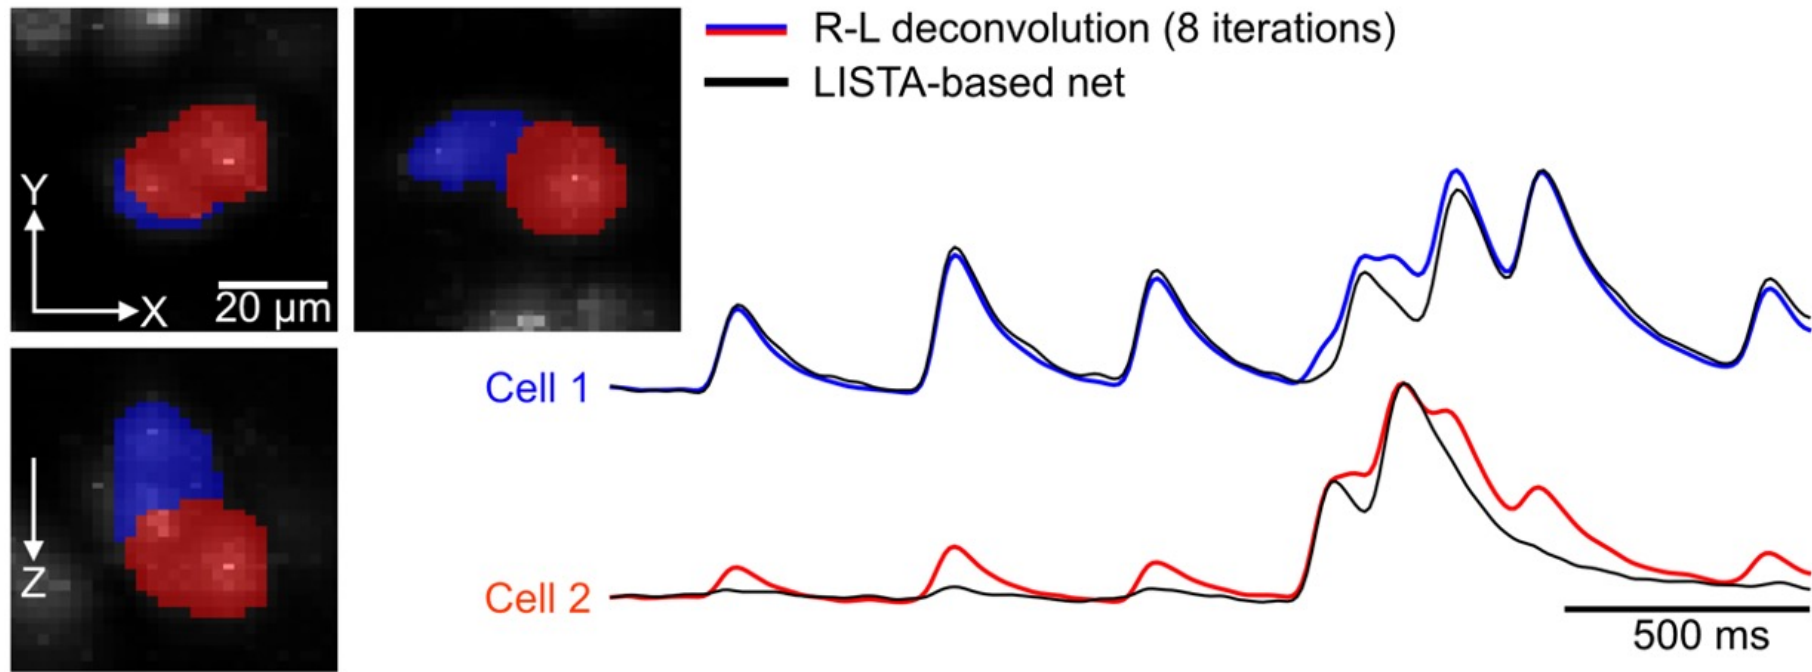 R-L deconvolution (8 iterations)
LISTA-based net
Y
X
20 µm
Z
Cell 1
Cell 2
500 ms